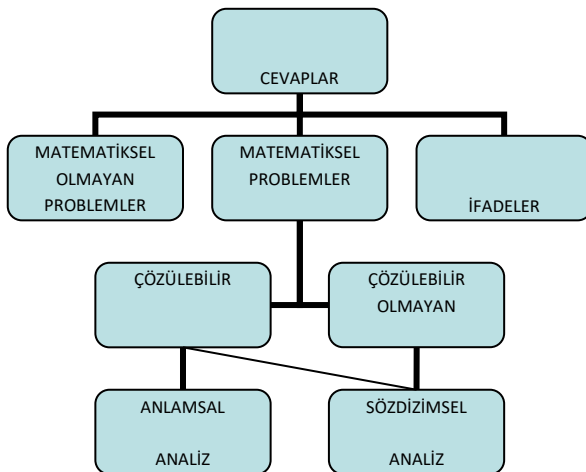 CEVAPLAR
MATEMATİKSEL
OLMAYAN
PROBLEMLER
MATEMATİKSEL
PROBLEMLER
İFADELER
ÇÖZÜLEBİLİR
ÇÖZÜLEBİLİR
OLMAYAN
ANLAMSAL
ANALİZ
SÖZDİZİMSEL
ANALİZ